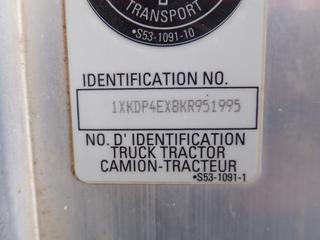 TRANSPORT
•S53-1091-10
IDENTIFICATION NO.
1XKDP4EX8KR951995
NO. D' IDENTIFICATION
TRUCK TRACTOR
CAMION-TRACTEUR
•S53-1091-1